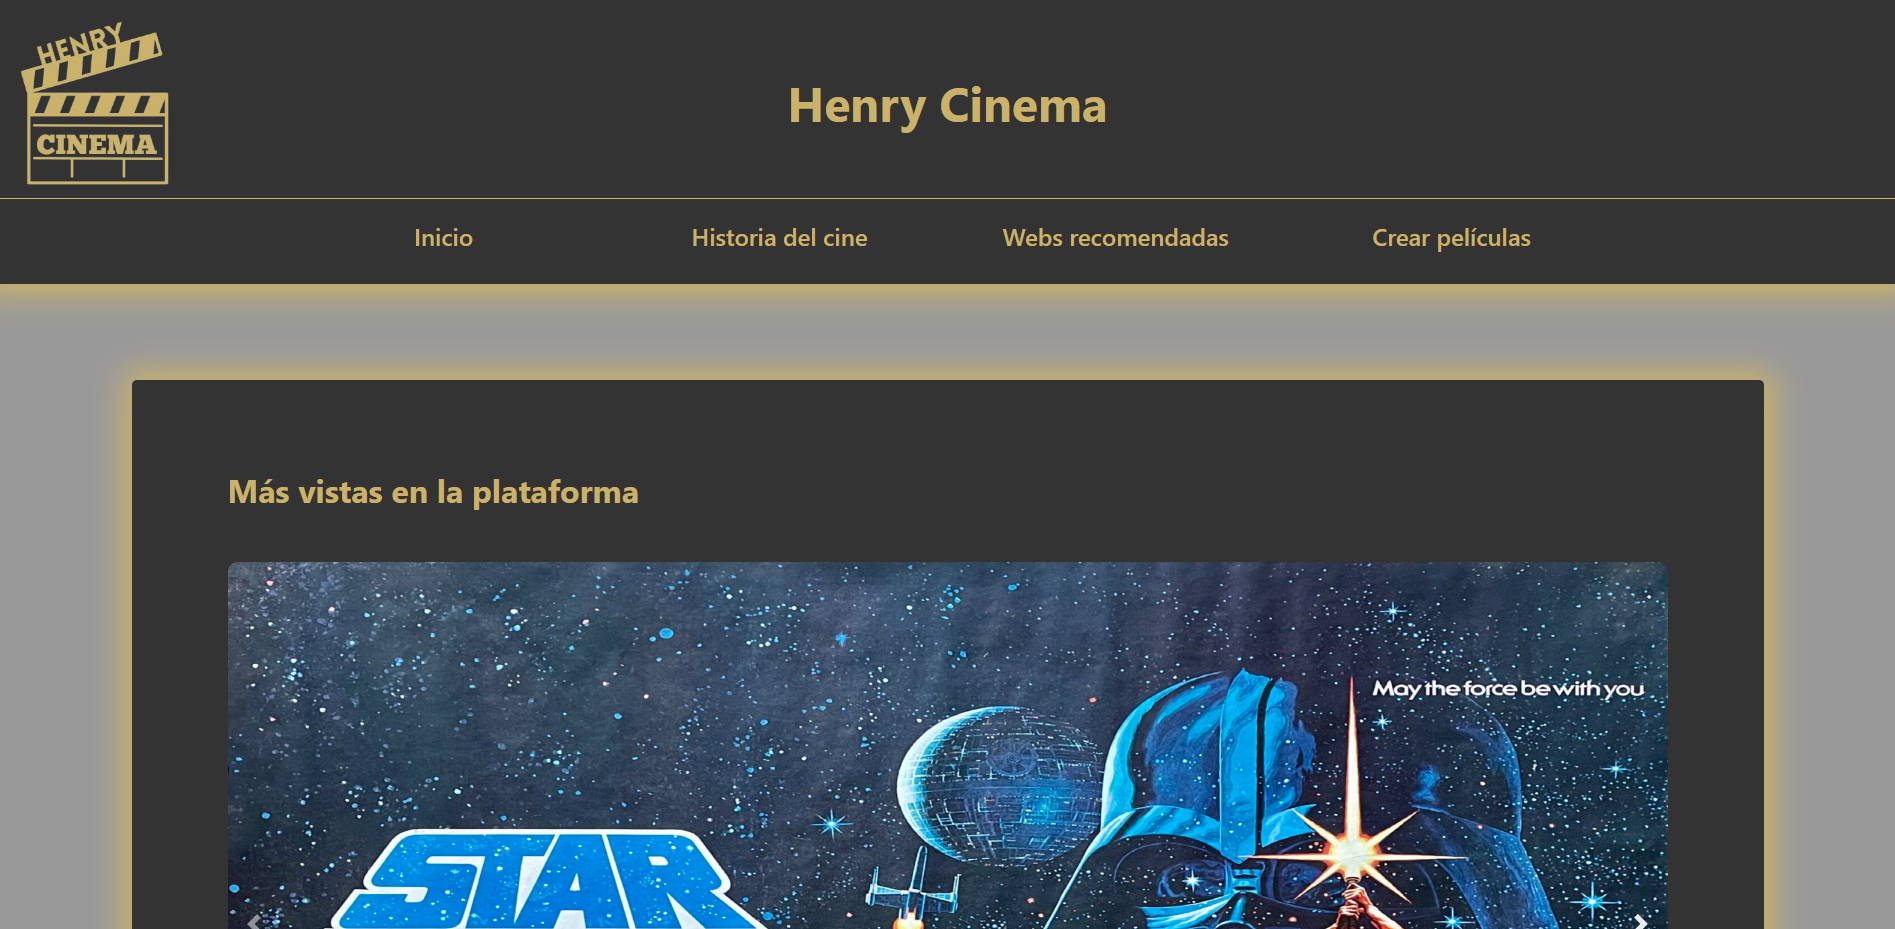 HENRY
CINEMA
Henry Cinema
Inicio
Historia del cine
Webs recomendadas
Crear películas
Más vistas en la plataforma
May the force be with you
STAR